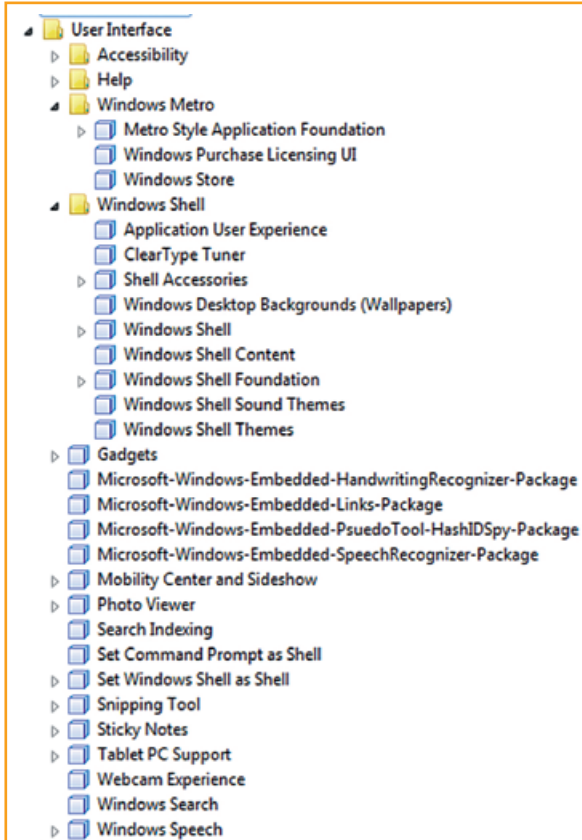 User Interface
Accessibility
Help
Windows Metro
Metro Style Application Foundation
Windows Purchase Licensing UI
Windows Store
Windows Shell
Application User Experience
ClearType Tuner
Shell Accessories
Windows Desktop Backgrounds (Wallpapers)
Windows Shell
Windows Shell Content
Windows Shell Foundation
Windows Shell Sound Themes
Windows Shell Themes
Gadgets
Microsoft-Windows-Embedded-HandwritingRecognizer-Package
Microsoft-Windows-Embedded-Links-Package
Microsoft-Windows-Embedded-PsuedoTool-HashIDSpy-Package
Microsoft-Windows-Embedded-SpeechRecognizer-Package
Mobility Center and Sideshow
Photo Viewer
Search Indexing
Set Command Prompt as Shell
Set Windows Shell as Shell
Snipping Tool
Sticky Notes
Tablet PC Support
Webcam Experience
Windows Search
Windows Speech